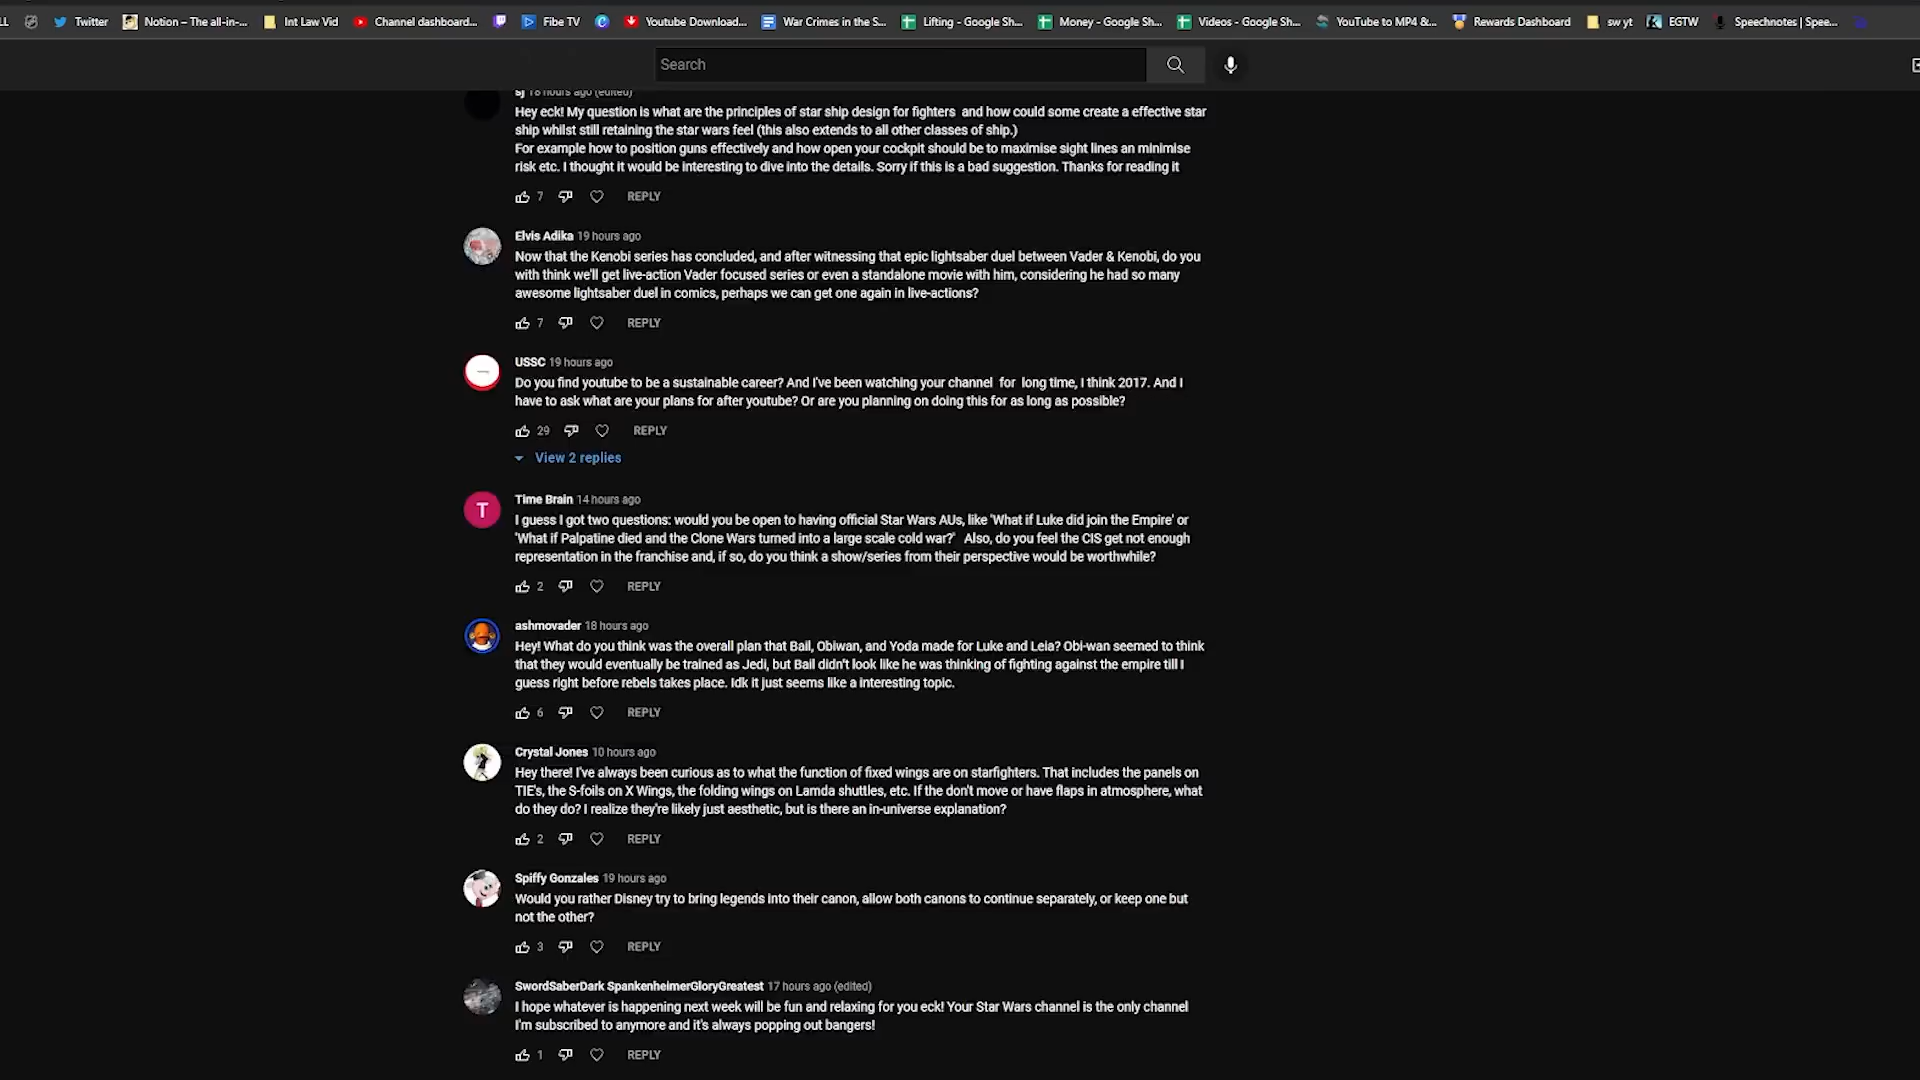 LL Twitter Notion – The all-in-... Int Law Vid Channel dashboard... Fibe TV Youtube Download... War Crimes in the S... Lifting - Google Sh... Money - Google Sh... Videos - Google Sh... YouTube to MP4 &... Rewards Dashboard sw yt EGTW Speechnotes | Spee...
Search
sj 18 hours ago (edited)
Hey eck! My question is what are the principles of star ship design for fighters and how could some create a effective star
ship whilst still retaining the star wars feel (this also extends to all other classes of ship.)
For example how to position guns effectively and how open your cockpit should be to maximise sight lines an minimise
risk etc. I thought it would be interesting to dive into the details. Sorry if this is a bad suggestion. Thanks for reading it
7 REPLY
Elvis Adika 19 hours ago
Now that the Kenobi series has concluded, and after witnessing that epic lightsaber duel between Vader & Kenobi, do you
with think we'll get live-action Vader focused series or even a standalone movie with him, considering he had so many
awesome lightsaber duel in comics, perhaps we can get one again in live-actions?
7 REPLY
USSC 19 hours ago
Do you find youtube to be a sustainable career? And I've been watching your channel for long time, I think 2017. And I
have to ask what are your plans for after youtube? Or are you planning on doing this for as long as possible?
29 REPLY
View 2 replies
T
Time Brain 14 hours ago
I guess I got two questions: would you be open to having official Star Wars AUs, like 'What if Luke did join the Empire' or
'What if Palpatine died and the Clone Wars turned into a large scale cold war?' Also, do you feel the CIS get not enough
representation in the franchise and, if so, do you think a show/series from their perspective would be worthwhile?
2 REPLY
ashmovader 18 hours ago
Hey! What do you think was the overall plan that Bail, Obiwan, and Yoda made for Luke and Leia? Obi-wan seemed to think
that they would eventually be trained as Jedi, but Bail didn't look like he was thinking of fighting against the empire till I
guess right before rebels takes place. Idk it just seems like a interesting topic.
6 REPLY
Crystal Jones 10 hours ago
Hey there! I've always been curious as to what the function of fixed wings are on starfighters. That includes the panels on
TIE's, the S-foils on X Wings, the folding wings on Lamda shuttles, etc. If the don't move or have flaps in atmosphere, what
do they do? I realize they're likely just aesthetic, but is there an in-universe explanation?
2 REPLY
Spiffy Gonzales 19 hours ago
Would you rather Disney try to bring legends into their canon, allow both canons to continue separately, or keep one but
not the other?
3 REPLY
SwordSaberDark SpankenheimerGloryGreatest 17 hours ago (edited)
I hope whatever is happening next week will be fun and relaxing for you eck! Your Star Wars channel is the only channel
I'm subscribed to anymore and it's always popping out bangers!
1 REPLY